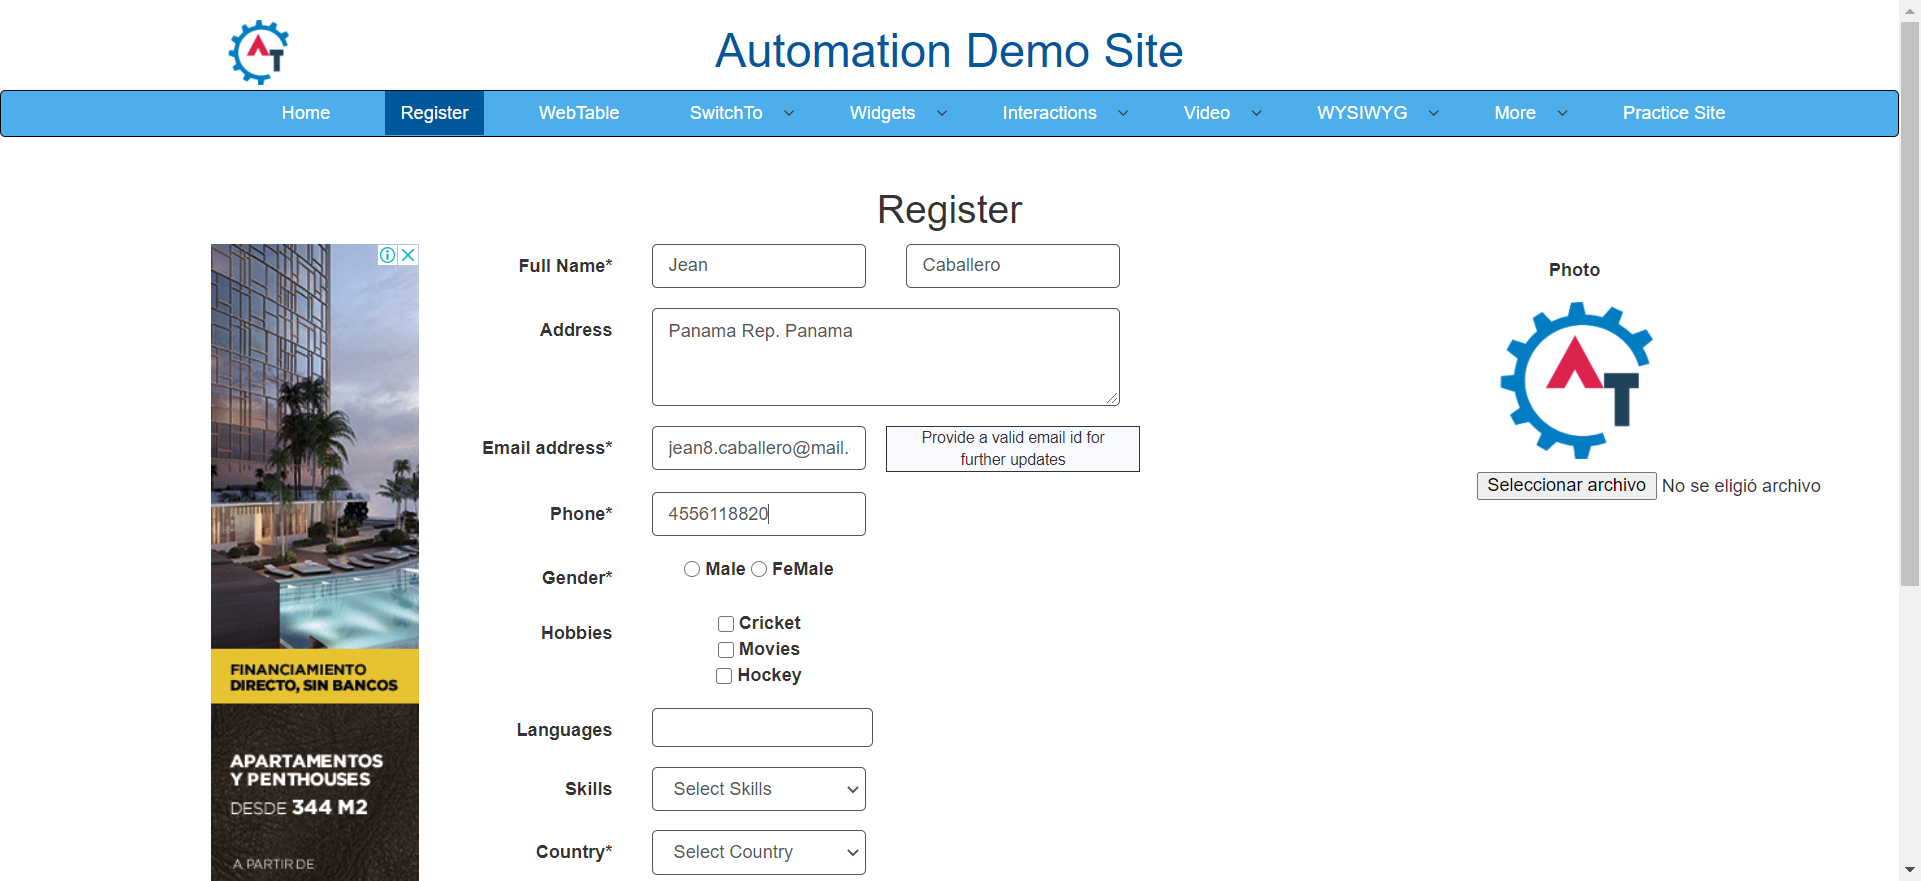 AT
Automation Demo Site
Home Register WebTable SwitchTo Widgets Interactions Video WYSIWYG More Practice Site
Register
Full Name* Jean Caballero
Photo
Address Panama Rep. Panama
AT
Email address* jean8.caballero@mail.
Provide a valid email id for
further updates
Seleccionar archivo No se eligió archivo
Phone* 4556118820
Gender* Male FeMale
Hobbies
Cricket
Movies
Hockey
Languages
Skills Select Skills
Country* Select Country
FINANCIAMIENTO
DIRECTO, SIN BANCOS
APARTAMENTOS
Y PENTHOUSES
DESDE 344 M2
A PARTIR DE